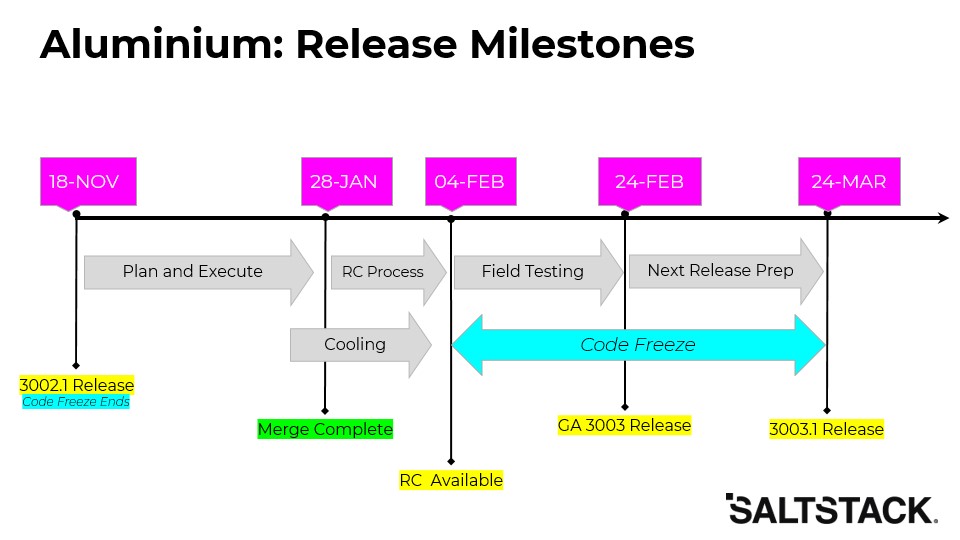 Aluminium: Release Milestones
18-NOV
28-JAN
04-FEB
24-FEB
24-MAR
Plan and Execute
RC Process
Field Testing
Next Release Prep
Cooling
Code Freeze
3002.1 Release
Code Freeze Ends
Merge Complete
GA 3003 Release
3003.1 Release
RC Available
SALTSTACK.